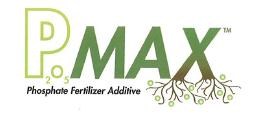 P₂O₅MAX™
Phosphate Fertilizer Additive